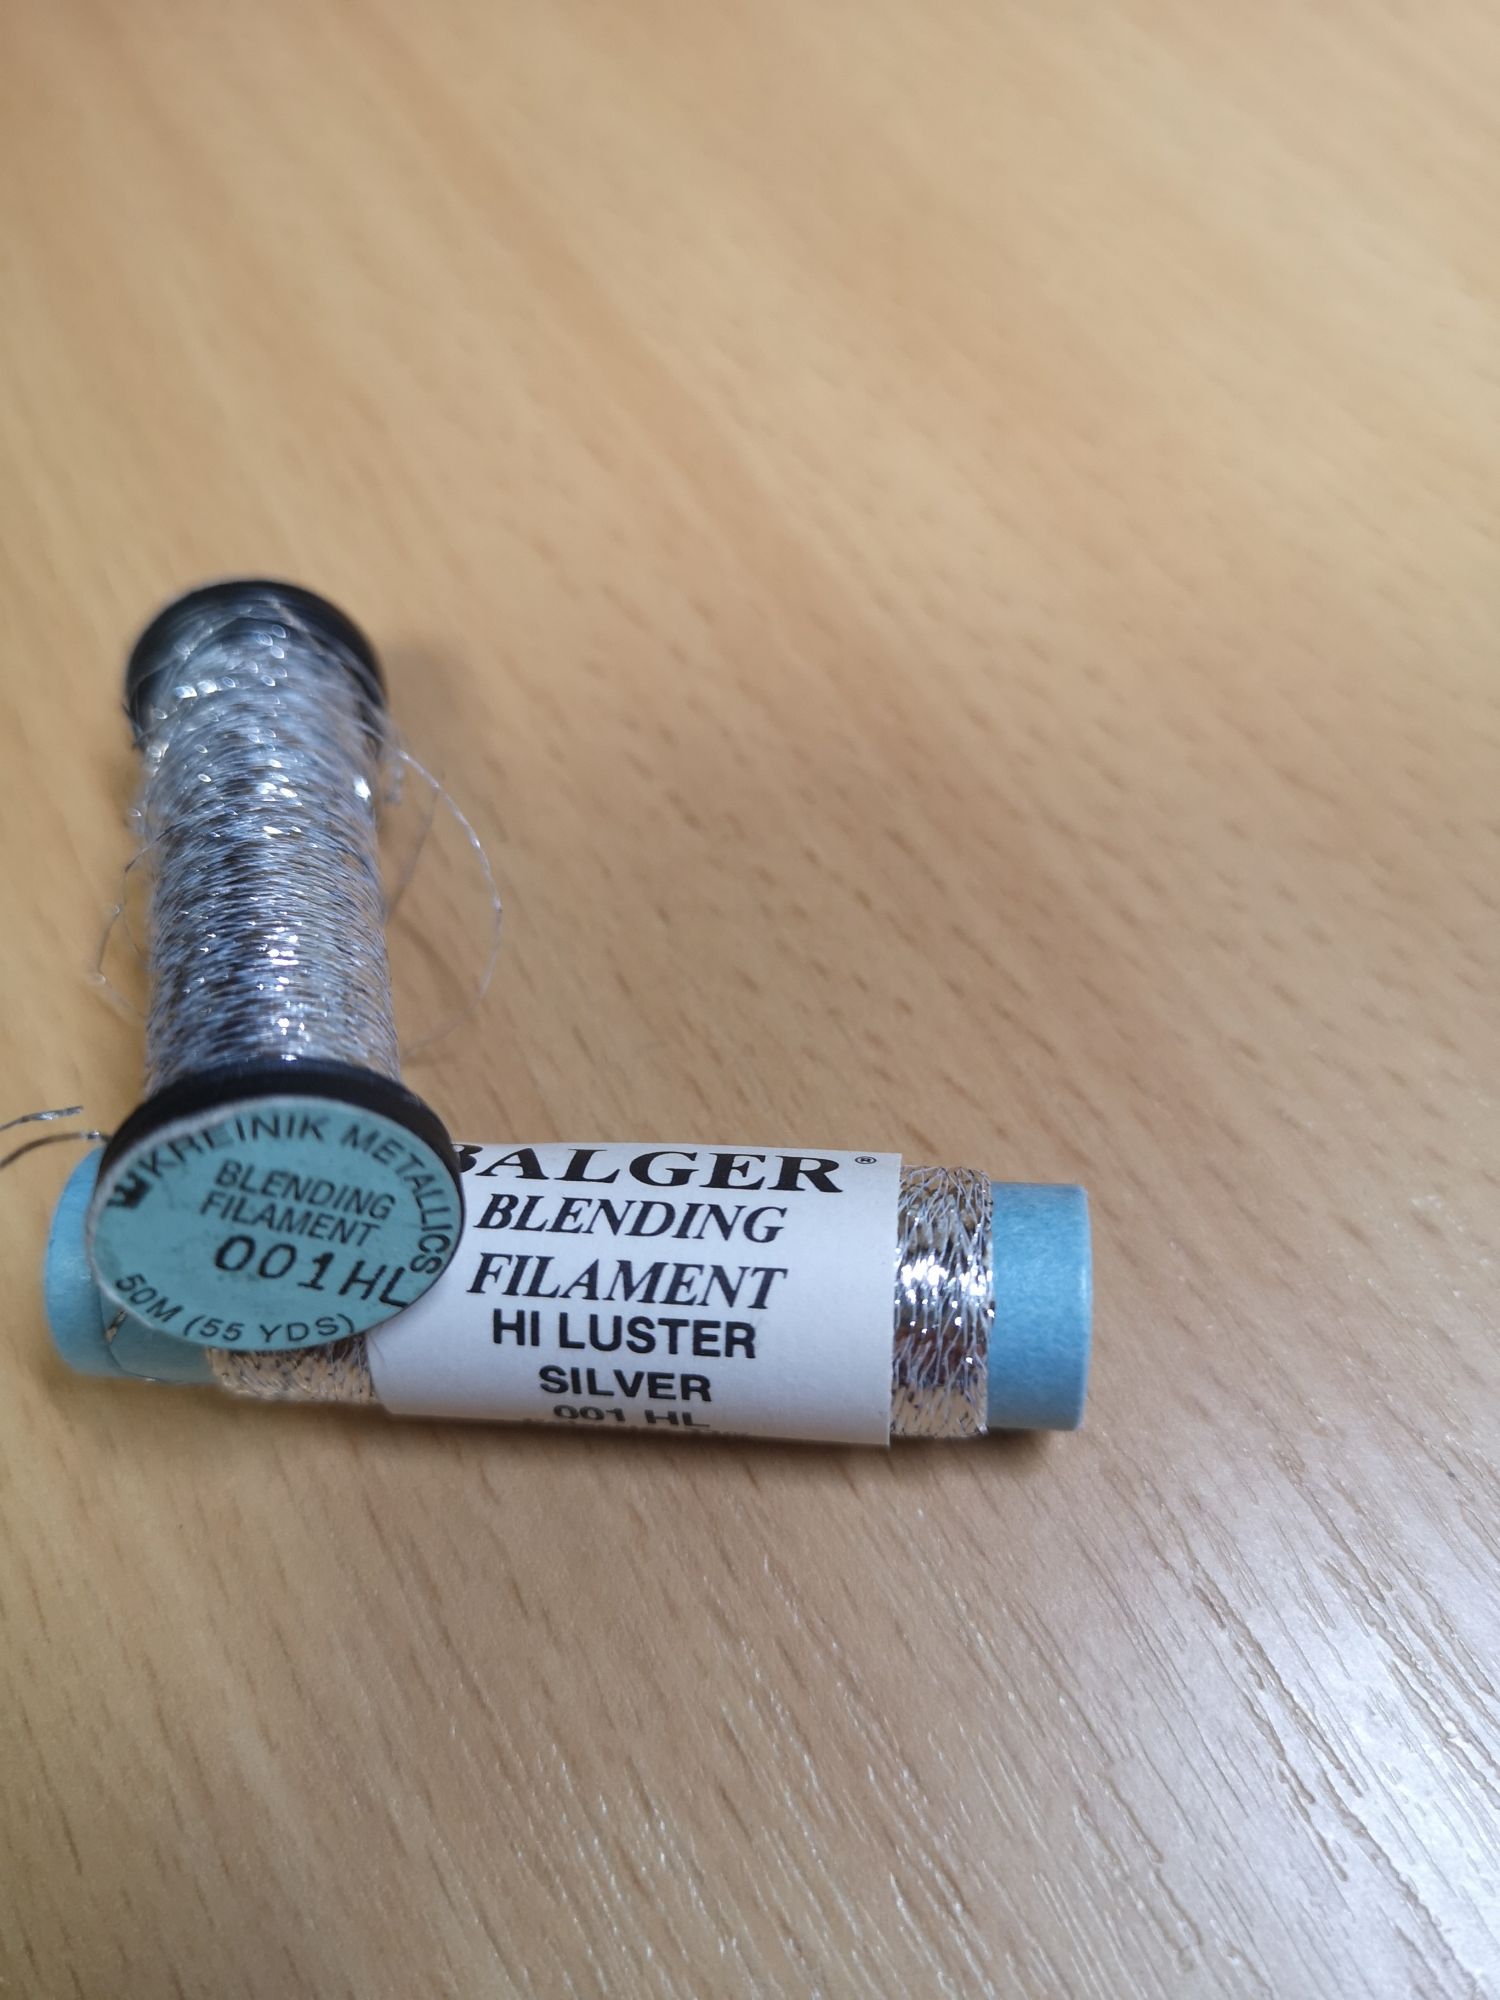 KREINIK METALLICS
BLENDING
FILAMENT
001HL
50M (55 YDS)
BALGER®
BLENDING
FILAMENT
HI LUSTER
SILVER
001 HL